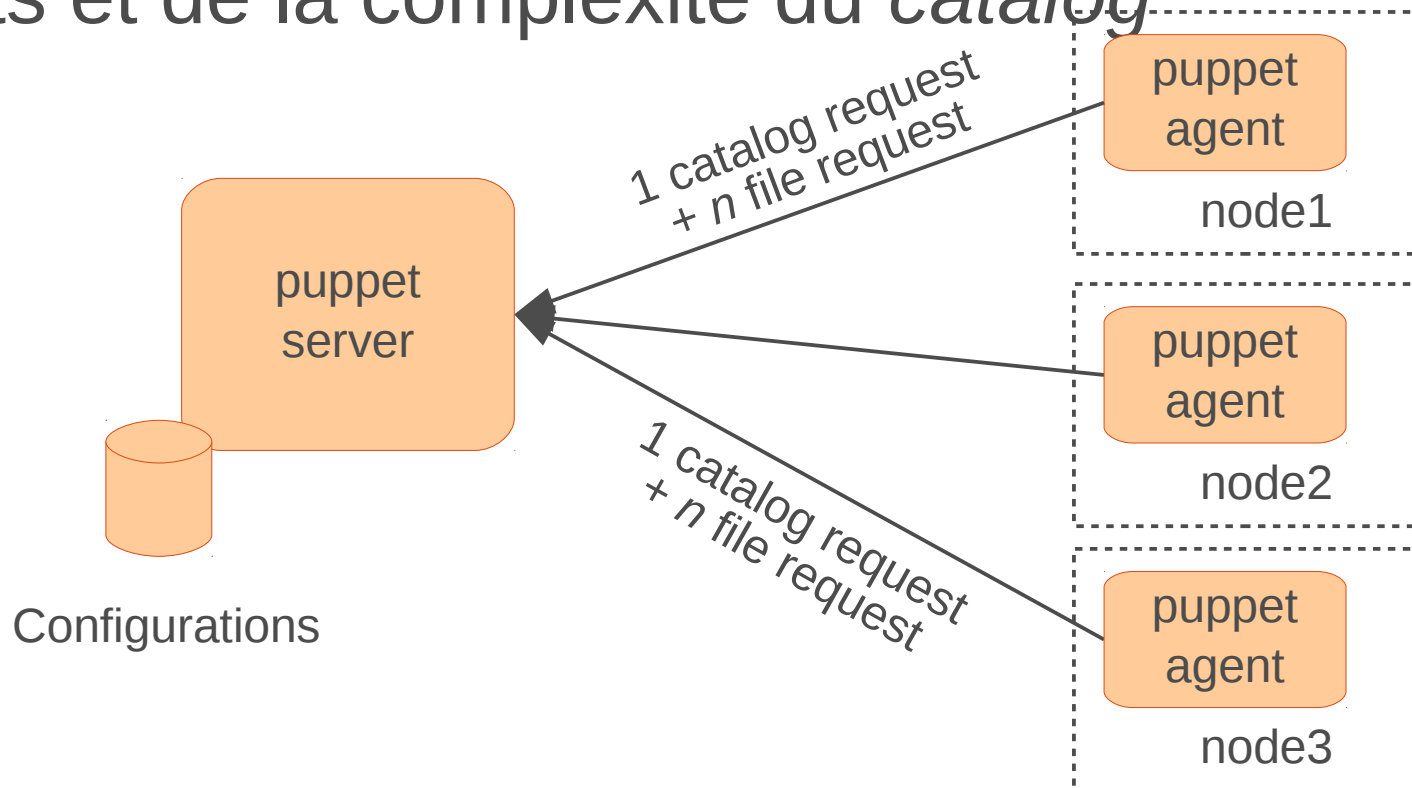 et de la complexité du catalog
1 catalog request
+ n file request
puppet
agent
node1
puppet
server
puppet
agent
node2
1 catalog request
+ n file request
Configurations
puppet
agent
node3